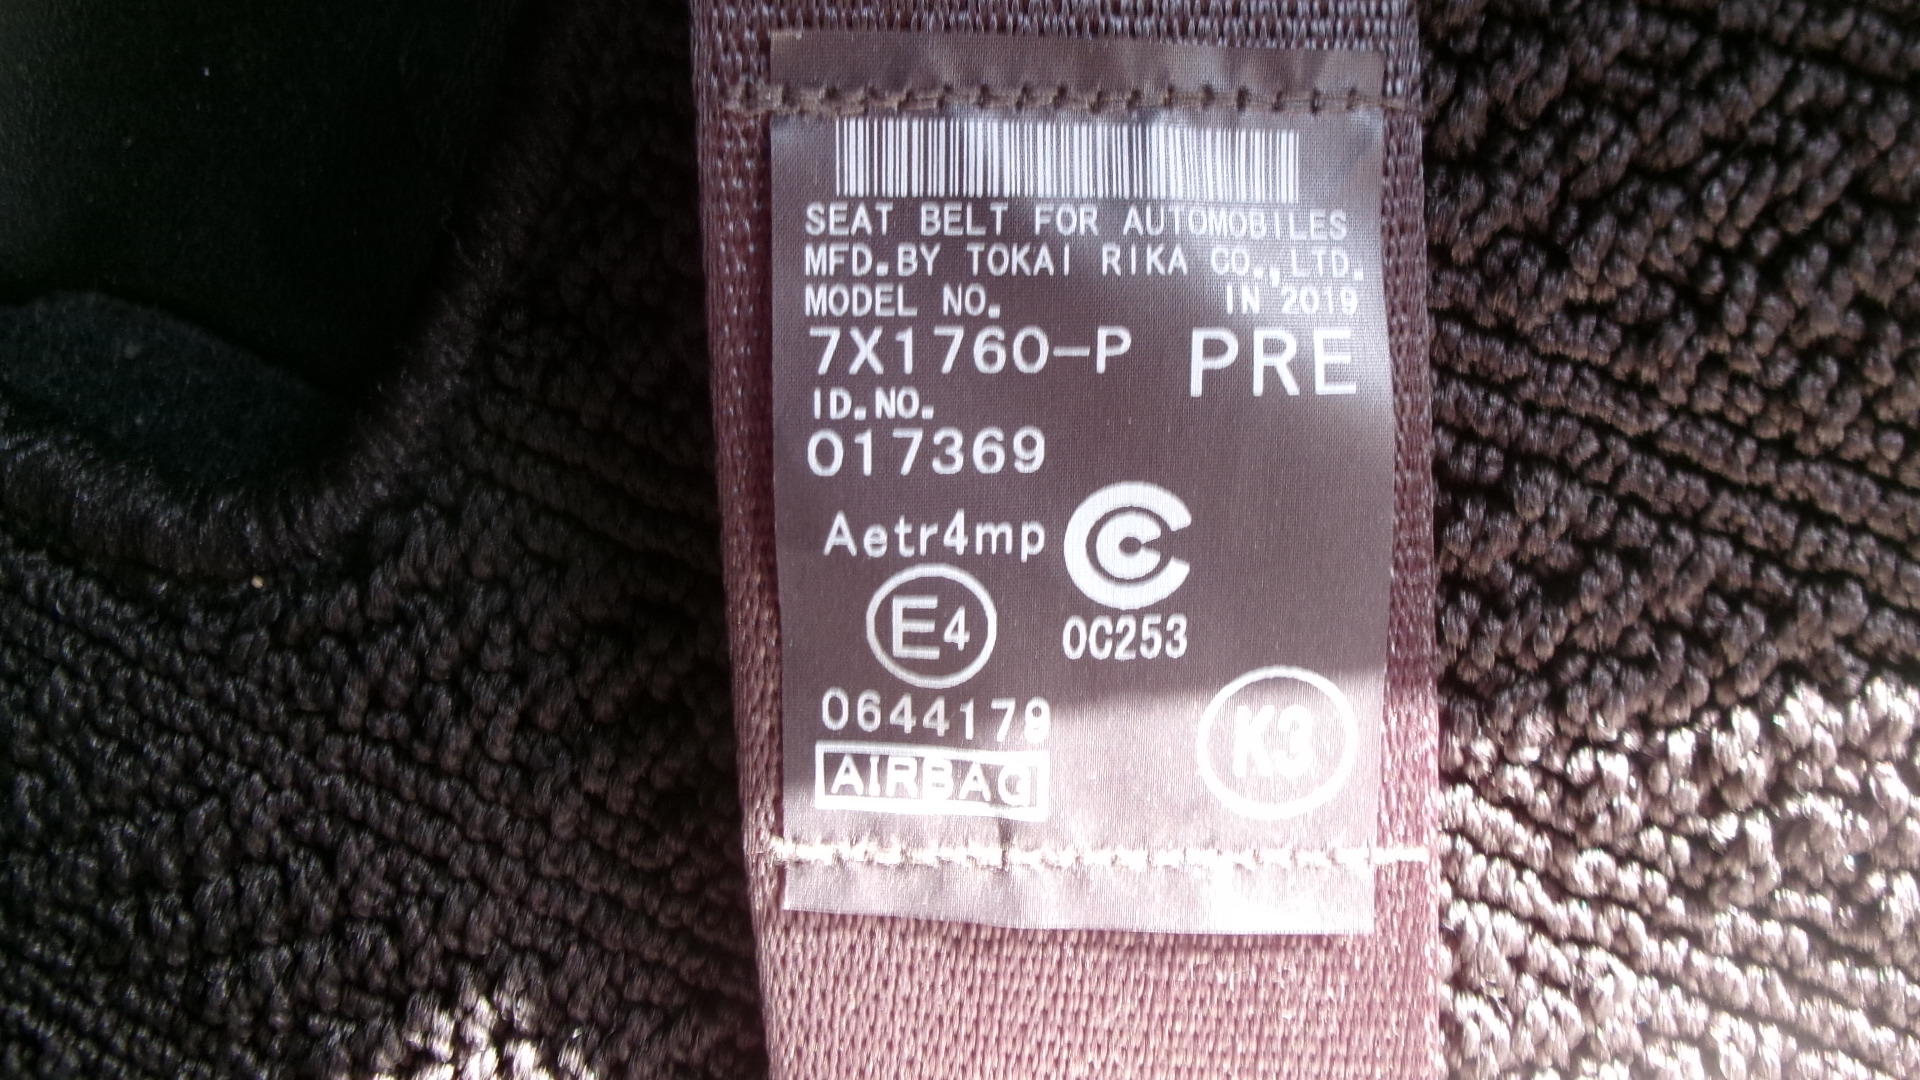 SEAT BELT FOR AUTOMOBILES
MFD.BY TOKAI RIKA CO.,LTD.
MODEL NO. IN 2019
7X1760-P PRE
ID.NO.
017369
Aetr4mp
E4
0C253
0644179
K3
AIRBAG